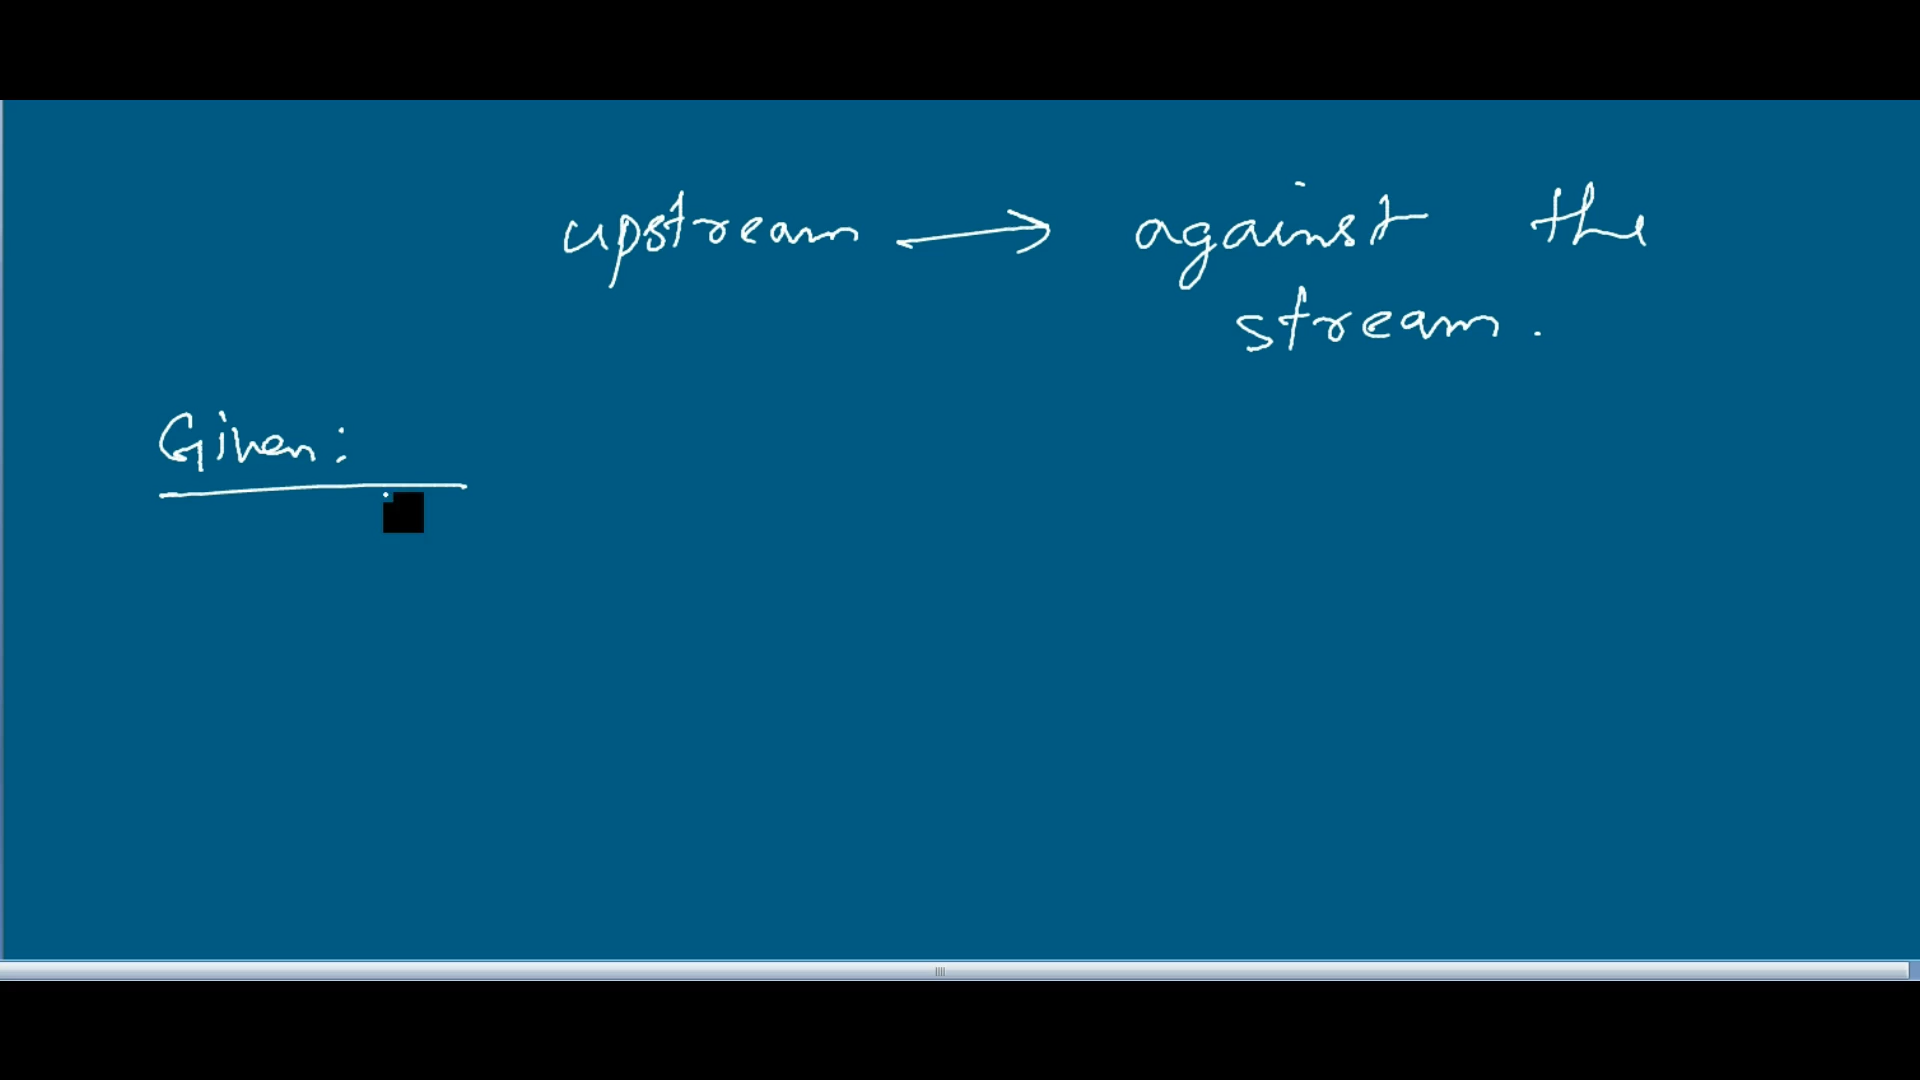 upstream → against the
stream.
Given: